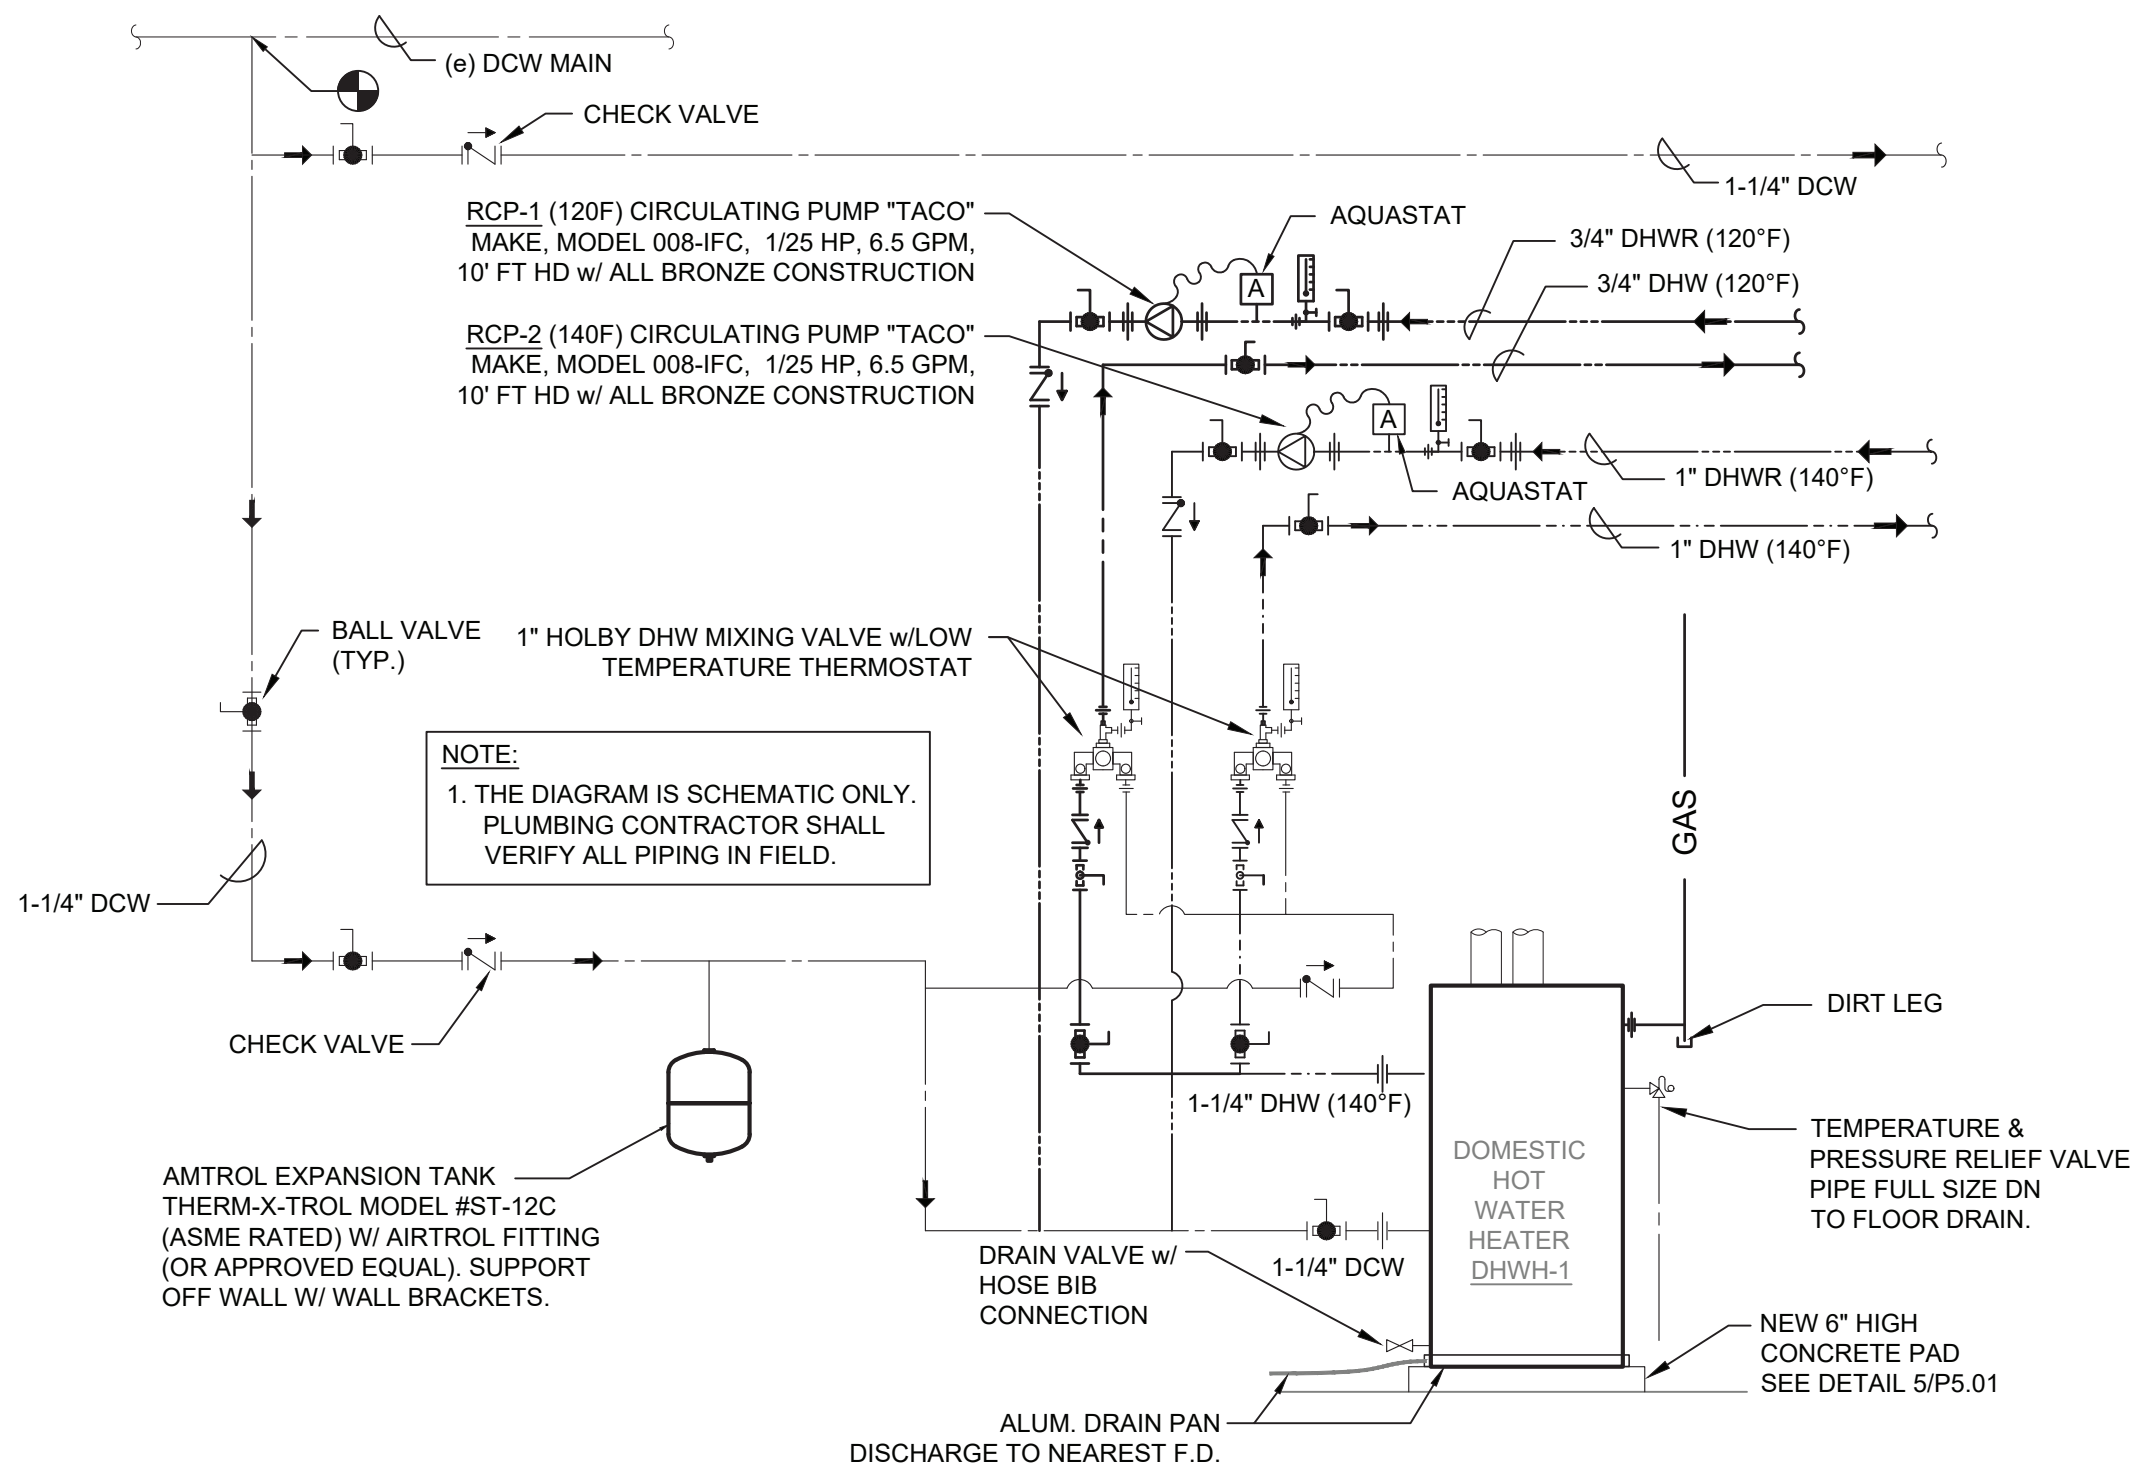 (e) DCW MAIN
CHECK VALVE
1-1/4" DCW
RCP-1 (120F) CIRCULATING PUMP "TACO"
MAKE, MODEL 008-IFC, 1/25 HP, 6.5 GPM,
10' FT HD w/ ALL BRONZE CONSTRUCTION
AQUASTAT
A
3/4" DHWR (120°F)
3/4" DHW (120°F)
RCP-2 (140F) CIRCULATING PUMP "TACO"
MAKE, MODEL 008-IFC, 1/25 HP, 6.5 GPM,
10' FT HD w/ ALL BRONZE CONSTRUCTION
A
AQUASTAT
1" DHWR (140°F)
1" DHW (140°F)
BALL VALVE
(TYP.)
1" HOLBY DHW MIXING VALVE w/LOW
TEMPERATURE THERMOSTAT
NOTE:
1. THE DIAGRAM IS SCHEMATIC ONLY.
PLUMBING CONTRACTOR SHALL
VERIFY ALL PIPING IN FIELD.
GAS
1-1/4" DCW
CHECK VALVE
DIRT LEG
1-1/4" DHW (140°F)
AMTROL EXPANSION TANK
THERM-X-TROL MODEL #ST-12C
(ASME RATED) W/ AIRTROL FITTING
(OR APPROVED EQUAL). SUPPORT
OFF WALL W/ WALL BRACKETS.
DOMESTIC
HOT
WATER
HEATER
DHWH-1
TEMPERATURE &
PRESSURE RELIEF VALVE
PIPE FULL SIZE DN
TO FLOOR DRAIN.
DRAIN VALVE w/
HOSE BIB
CONNECTION
1-1/4" DCW
NEW 6" HIGH
CONCRETE PAD
SEE DETAIL 5/P5.01
ALUM. DRAIN PAN
DISCHARGE TO NEAREST F.D.